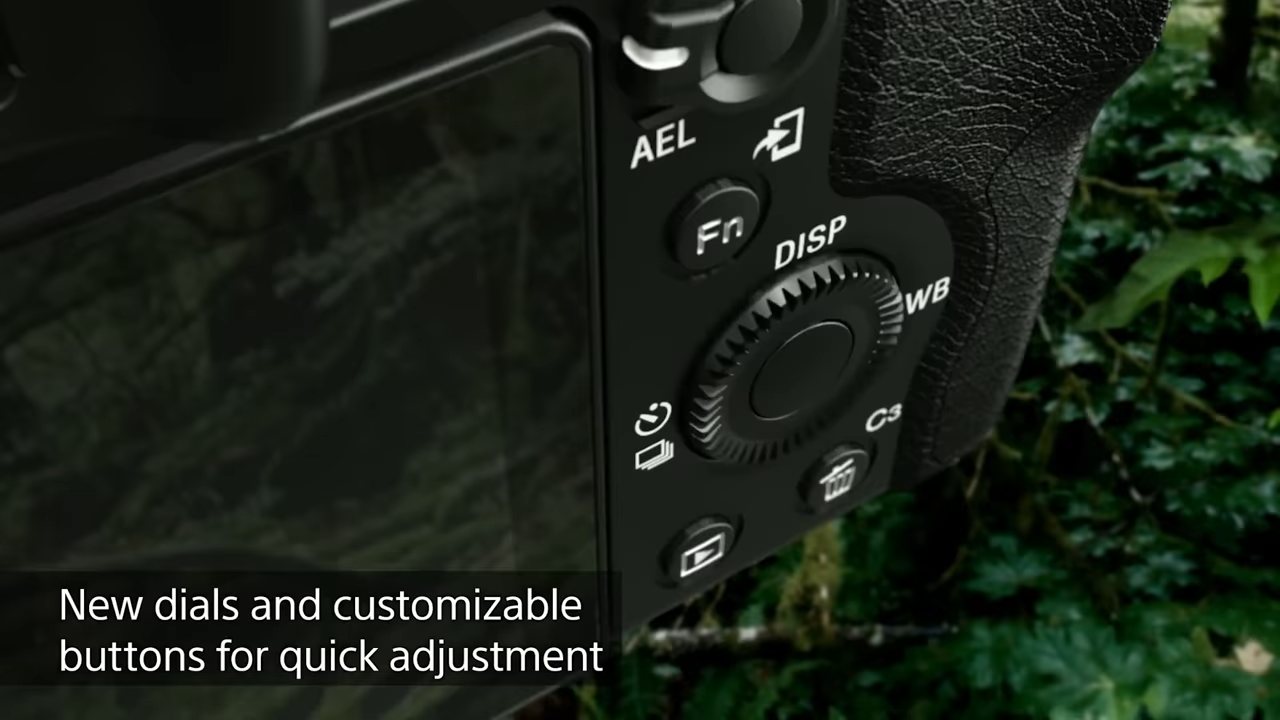 AEL
Fn
DISP
WB
C3
New dials and customizable
buttons for quick adjustment